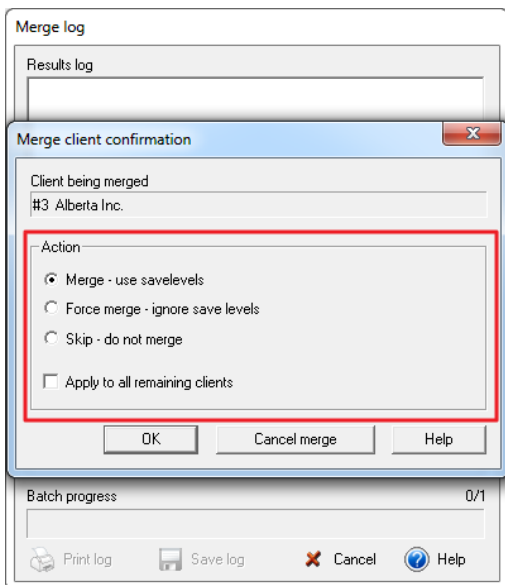 Merge log
Results log
Merge client confirmation
Client being merged
#3 Alberta Inc.
Action
Merge - use savelevels
Force merge - ignore save levels
Skip - do not merge
Apply to all remaining clients
OK Cancel merge Help
Batch progress 0/1
Print log Save log Cancel Help